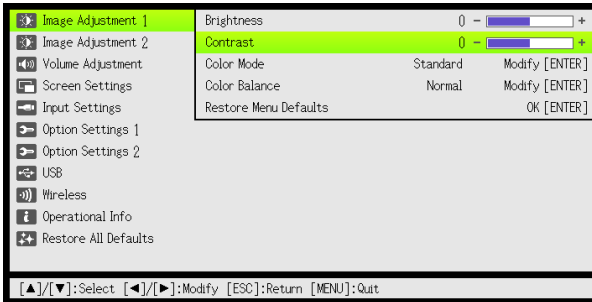 Image Adjustment 1
Image Adjustment 2
Volume Adjustment
Screen Settings
Input Settings
Option Settings 1
Option Settings 2
USB
Wireless
Operational Info
Restore All Defaults
Brightness 0 - +
Contrast 0 - +
Color Mode Standard Modify [ENTER]
Color Balance Normal Modify [ENTER]
Restore Menu Defaults OK [ENTER]
[▲]/[▼]:Select [◀]/[▶]:Modify [ESC]:Return [MENU]:Quit